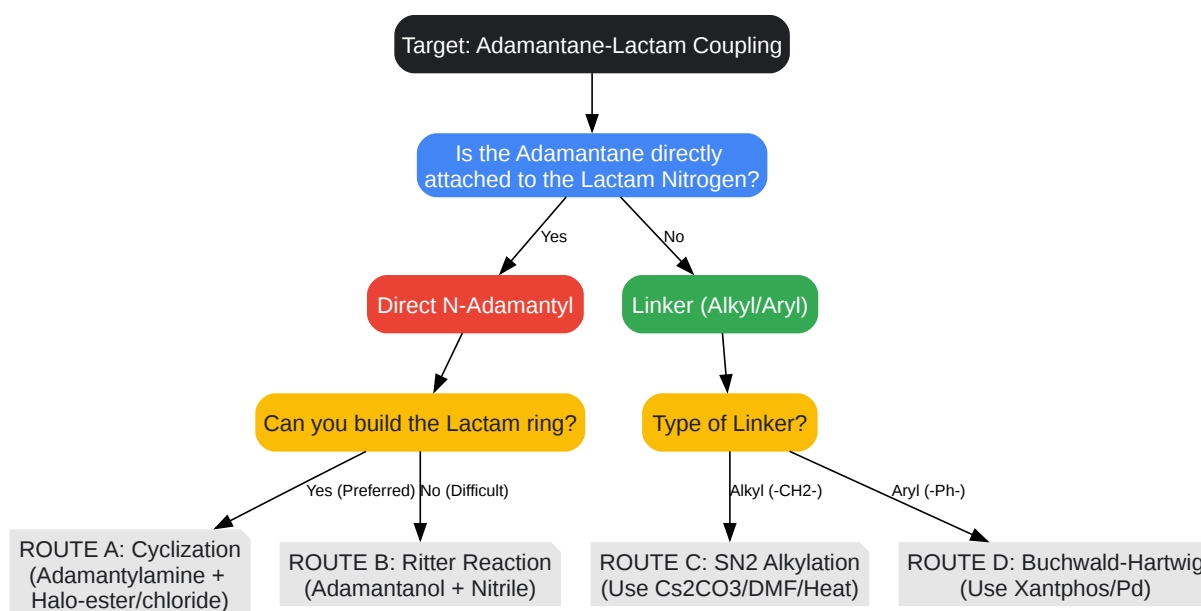 Target: Adamantane-Lactam Coupling
Is the Adamantane directly
attached to the Lactam Nitrogen?
Yes
No
Direct N-Adamantyl
Linker (Alkyl/Aryl)
Can you build the Lactam ring?
Type of Linker?
Yes (Preferred)
No (Difficult)
Alkyl (-CH2-)
Aryl (-Ph-)
ROUTE A: Cyclization
(Adamantylamine +
Halo-ester/chloride)
ROUTE B: Ritter Reaction
(Adamantanol + Nitrile)
ROUTE C: SN2 Alkylation
(Use Cs2CO3/DMF/Heat)
ROUTE D: Buchwald-Hartwig
(Use Xantphos/Pd)